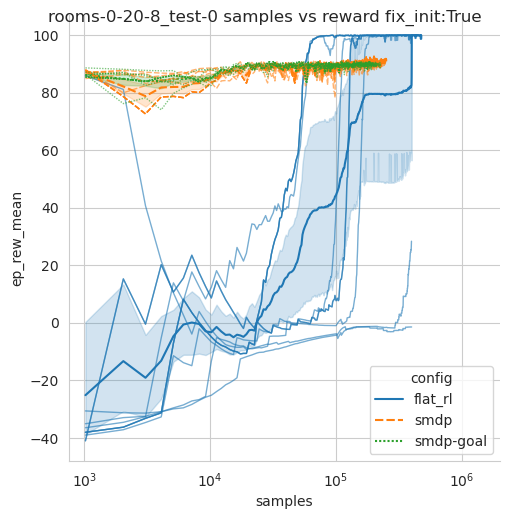 rooms-0-20-8_test-0 samples vs reward fix_init:True
100
80
60
40
20
0
−20
−40
ep_rew_mean
config
flat_rl
smdp
smdp-goal
10³
10⁴
10⁵
10⁶
samples